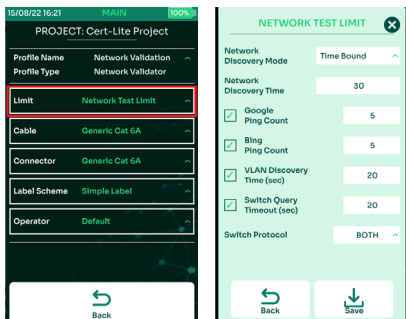 15/08/22 16:21 MAIN 100%
PROJECT: Cert-Lite Project
Profile Name Network Validation
Profile Type Network Validator
Limit Network Test Limit
Cable Generic Cat 6A
Connector Generic Cat 6A
Label Scheme Simple Label
Operator Default
Back
NETWORK TEST LIMIT
Network
Discovery Mode Time Bound
Network
Discovery Time 30
Google
Ping Count 5
Bing
Ping Count 5
VLAN Discovery
Time (sec) 20
Switch Query
Timeout (sec) 20
Switch Protocol BOTH
Back Save